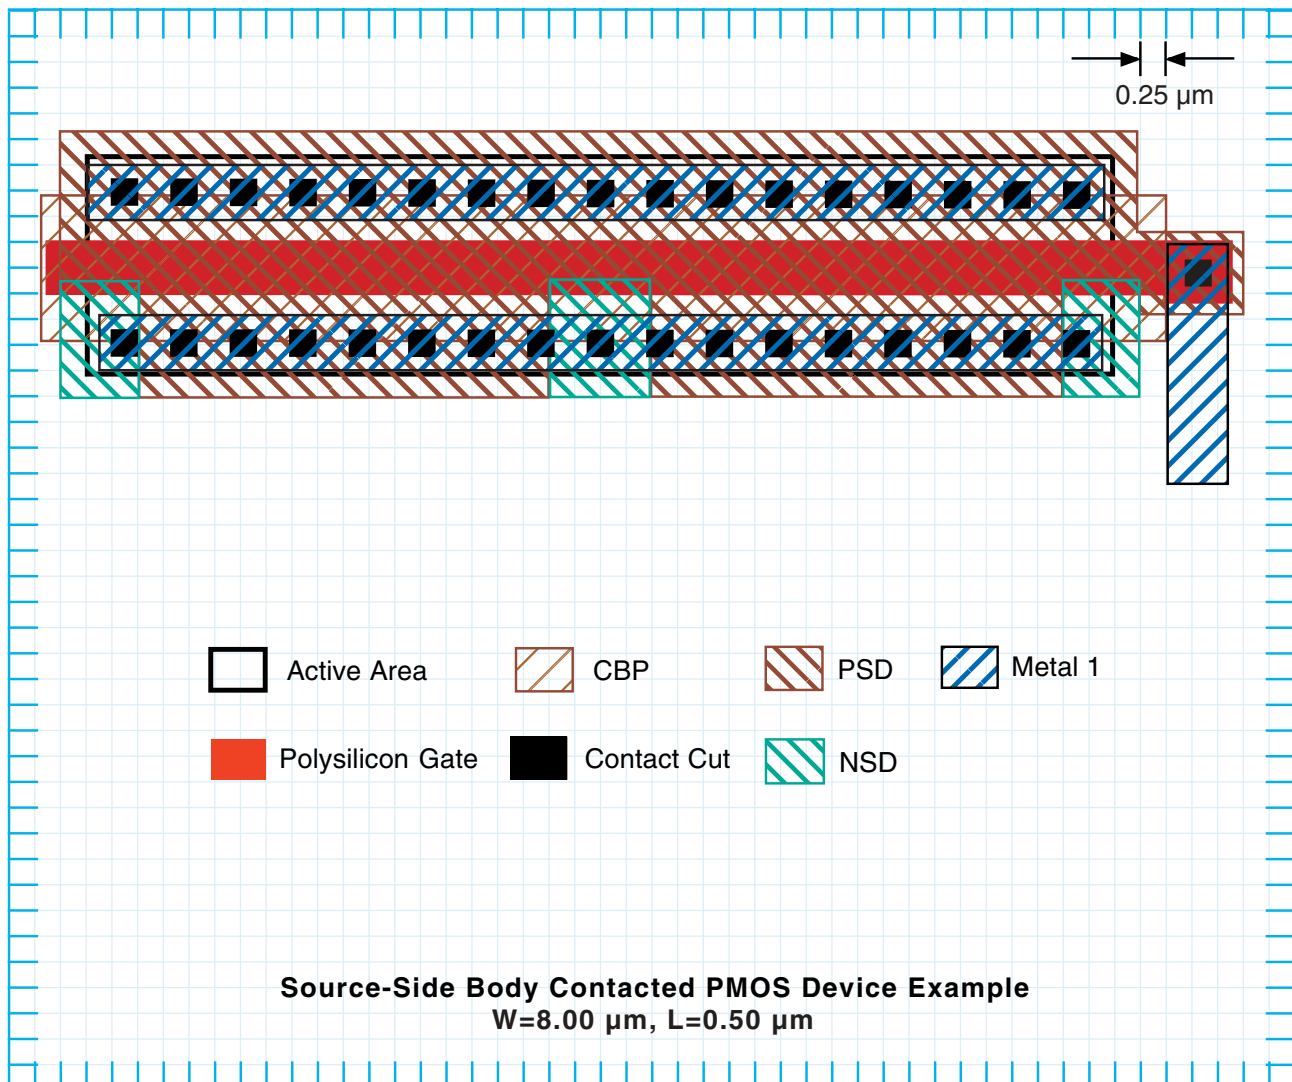 0.25 µm
Active Area
CBP
PSD
Metal 1
Polysilicon Gate
Contact Cut
NSD
Source-Side Body Contacted PMOS Device Example
W=8.00 µm, L=0.50 µm